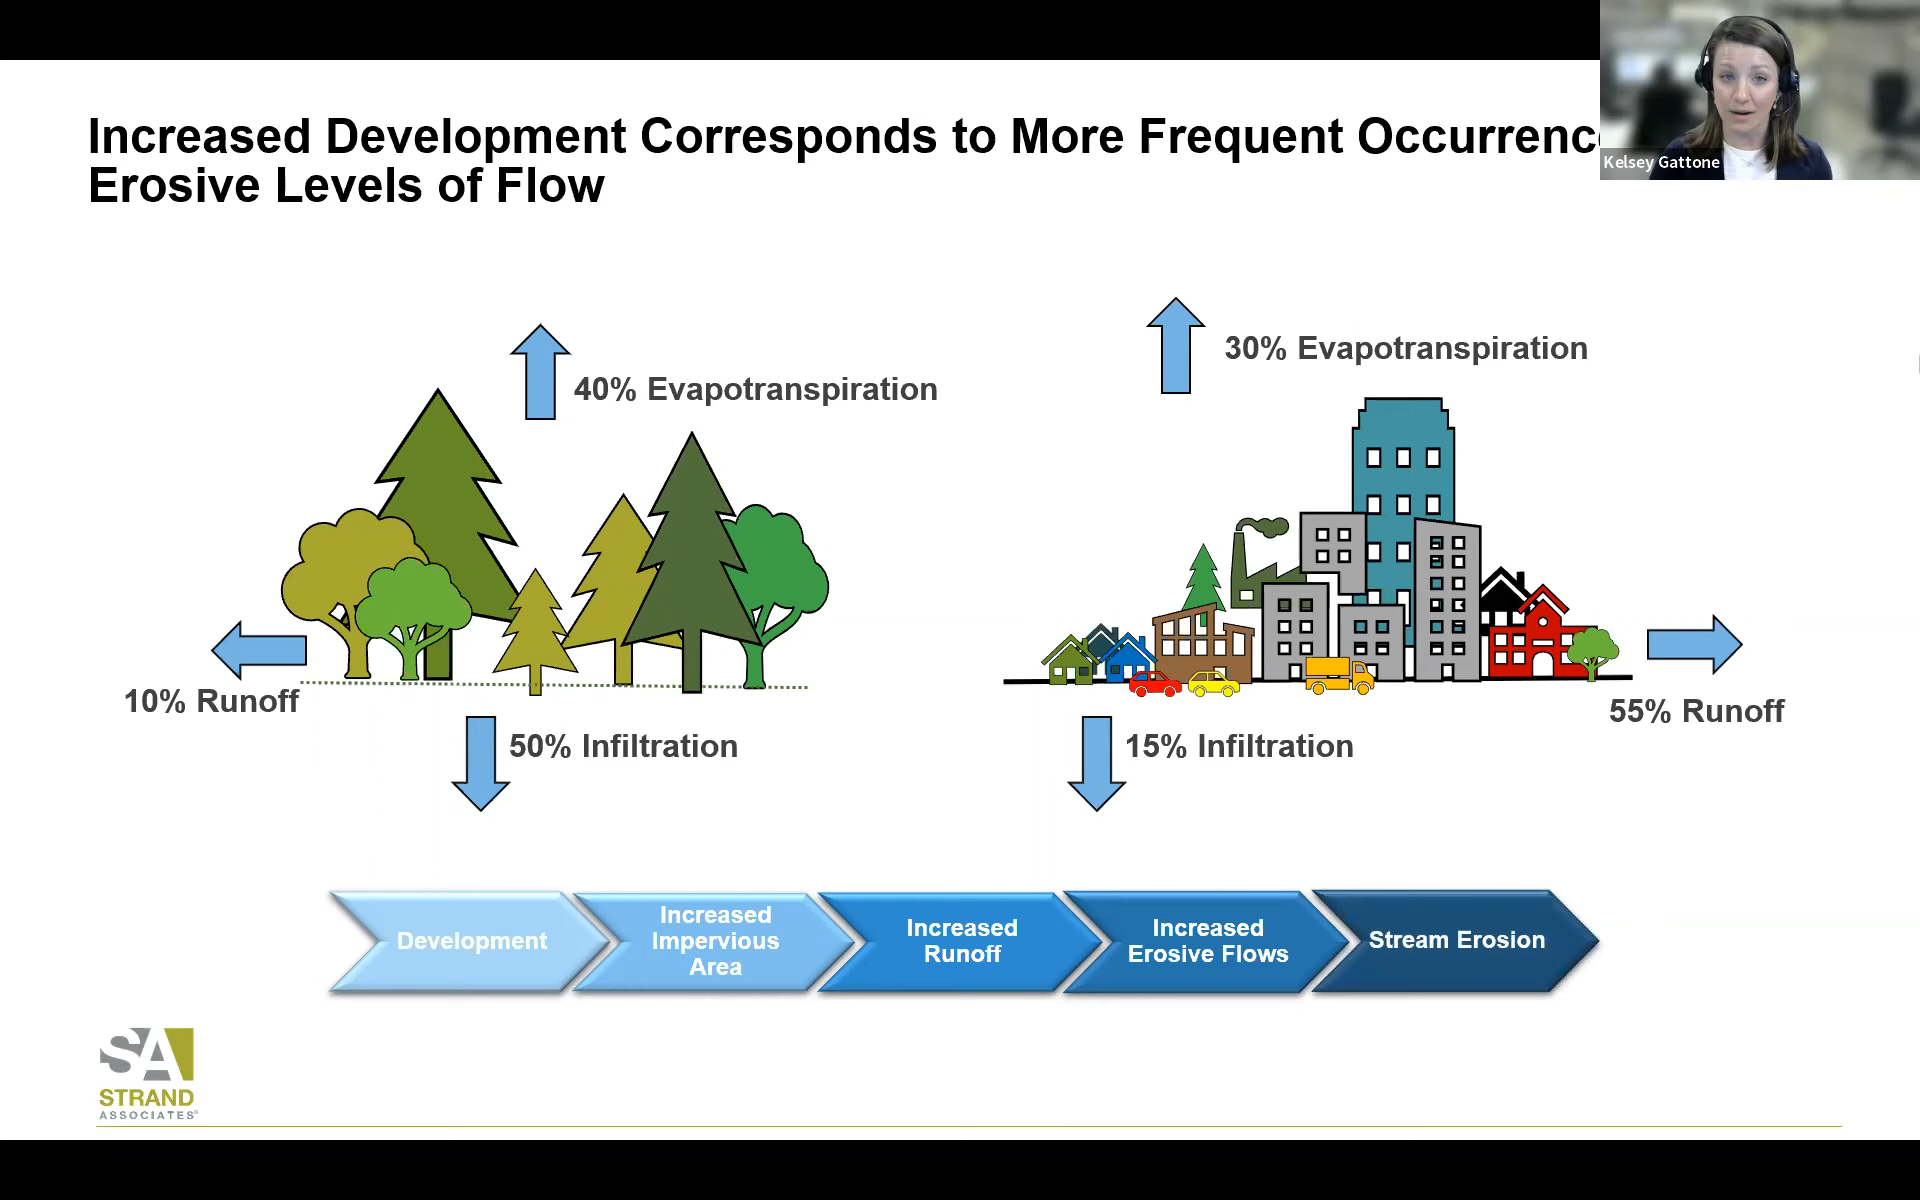 Increased Development Corresponds to More Frequent
Erosive Levels of Flow
Kelsey Gattone
40% Evapotranspiration
30% Evapotranspiration
10% Runoff
50% Infiltration
15% Infiltration
55% Runoff
Development
Increased
Impervious
Area
Increased
Runoff
Increased
Erosive Flows
Stream Erosion
SA
STRAND
ASSOCIATES®